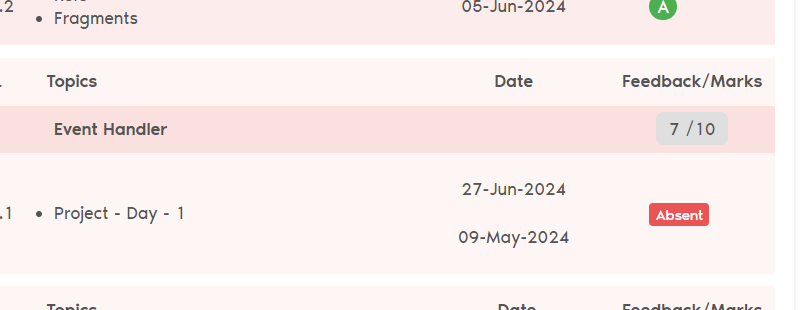 .2
05-Jun-2024
A
Fragments
Topics Date Feedback/Marks
Event Handler 7 /10
27-Jun-2024
.1 Project - Day - 1 Absent
09-May-2024
Topics Date Feedback/Marks